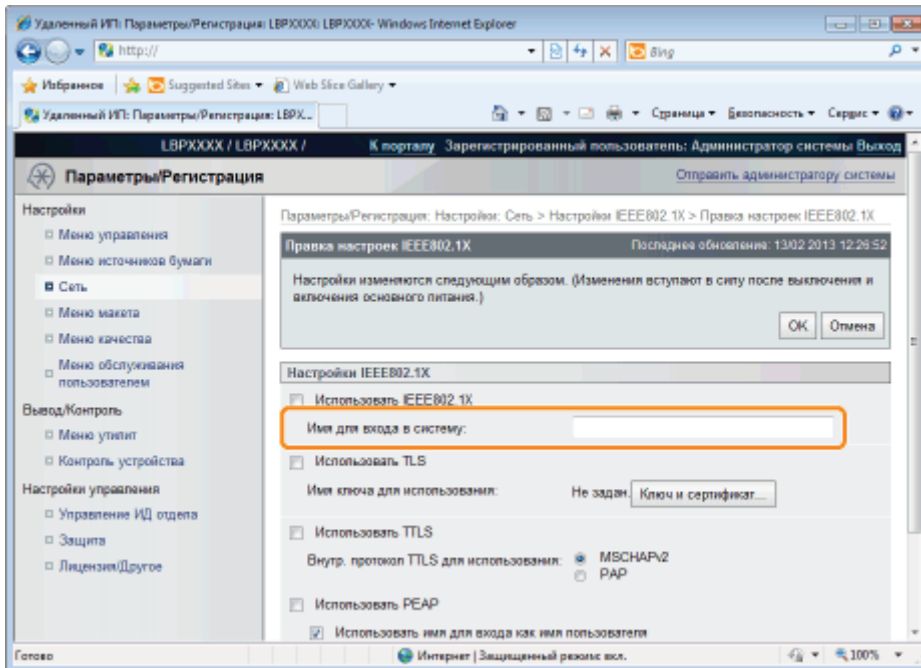 Удаленный ИП: Параметры/Регистрация: LBPXXXX: LBPXXXX- Windows Internet Explorer
http://
Bing
Избранное Suggested Sites Web Slice Gallery
Удаленный ИП: Параметры/Регистрация: LBPX... Страница Безопасность Сервис
LBPXXXX / LBPXXXX / К порталу Зарегистрированный пользователь: Администратор системы Выход
Параметры/Регистрация Отправить администратору системы
Настройки
Меню управления
Меню источников бумаги
Сеть
Меню макета
Меню качества
Меню обслуживания
пользователем
Вывод/Контроль
Меню утилит
Контроль устройства
Настройки управления
Управление ИД отдела
Защита
Лицензия/Другое
Параметры/Регистрация: Настройки: Сеть > Настройки IEEE802.1X > Правка настроек IEEE802.1X
Правка настроек IEEE802.1X Последнее обновление: 13/02 2013 12:26:52
Настройки изменяются следующим образом. (Изменения вступают в силу после выключения и
включения основного питания.)
OK Отмена
Настройки IEEE802.1X
Использовать IEEE802.1X
Имя для входа в систему:
Использовать TLS
Имя ключа для использования: Не задан. Ключ и сертификат...
Использовать TTLS
Внутр. протокол TTLS для использования: MSCHAPv2
PAP
Использовать PEAP
Использовать имя для входа как имя пользователя
Готово Интернет | Защищенный режим: вкл. 100%